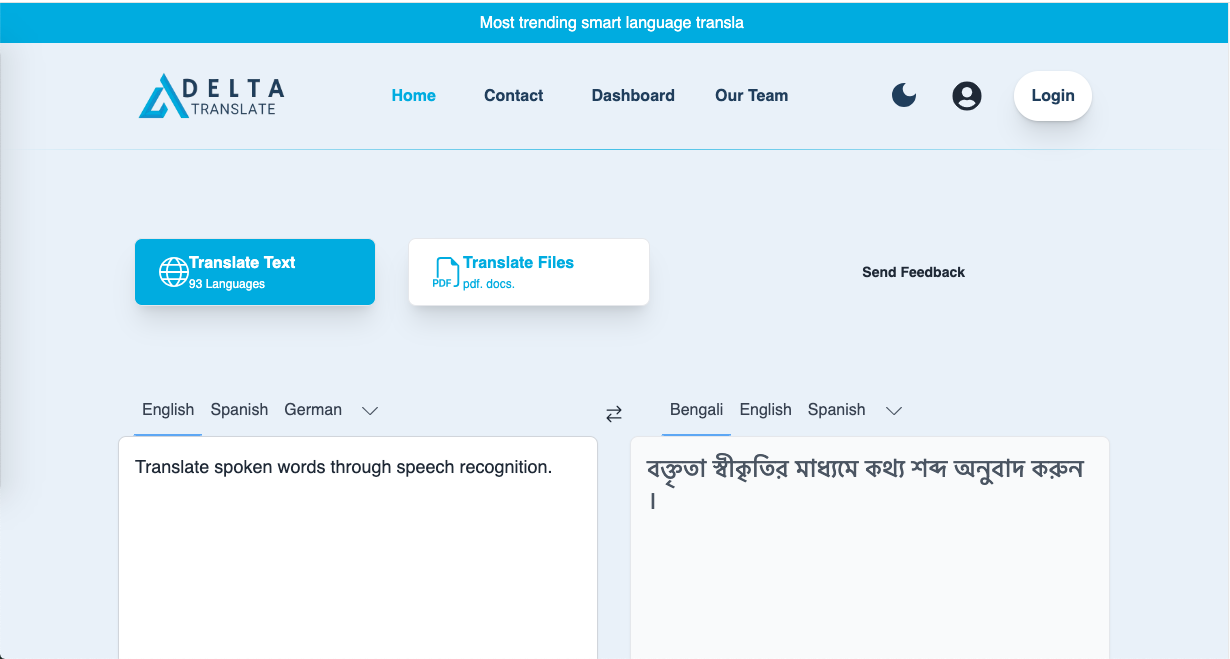 Most trending smart language transla
DELTA
TRANSLATE
Home Contact Dashboard Our Team Login
Translate Text
93 Languages
PDF
Translate Files
pdf. docs.
Send Feedback
English Spanish German
Bengali English Spanish
Translate spoken words through speech recognition.
বক্তৃতা স্বীকৃতির মাধ্যমে কথ্য শব্দ অনুবাদ করুন
।